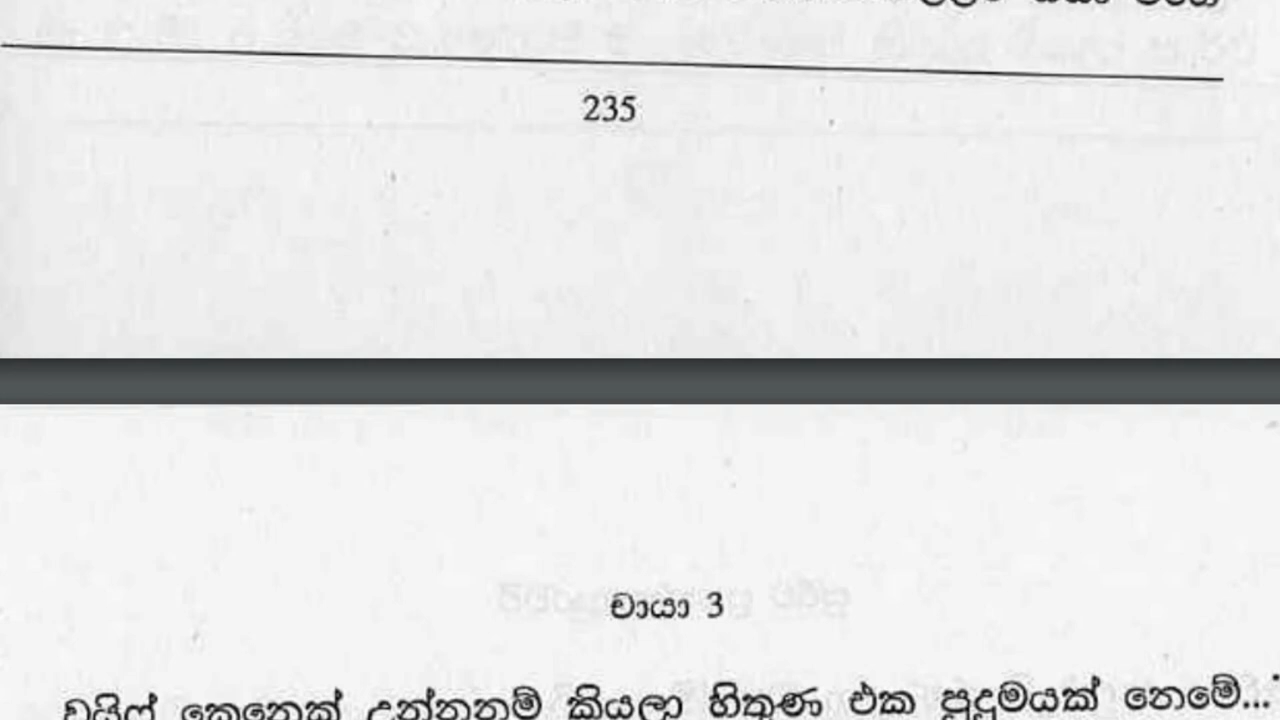 235
චායා 3
වයිෆ් කෙනෙක් උන්නනම් කියලා හිතුණ එක පුදුමයක් නෙමේ...